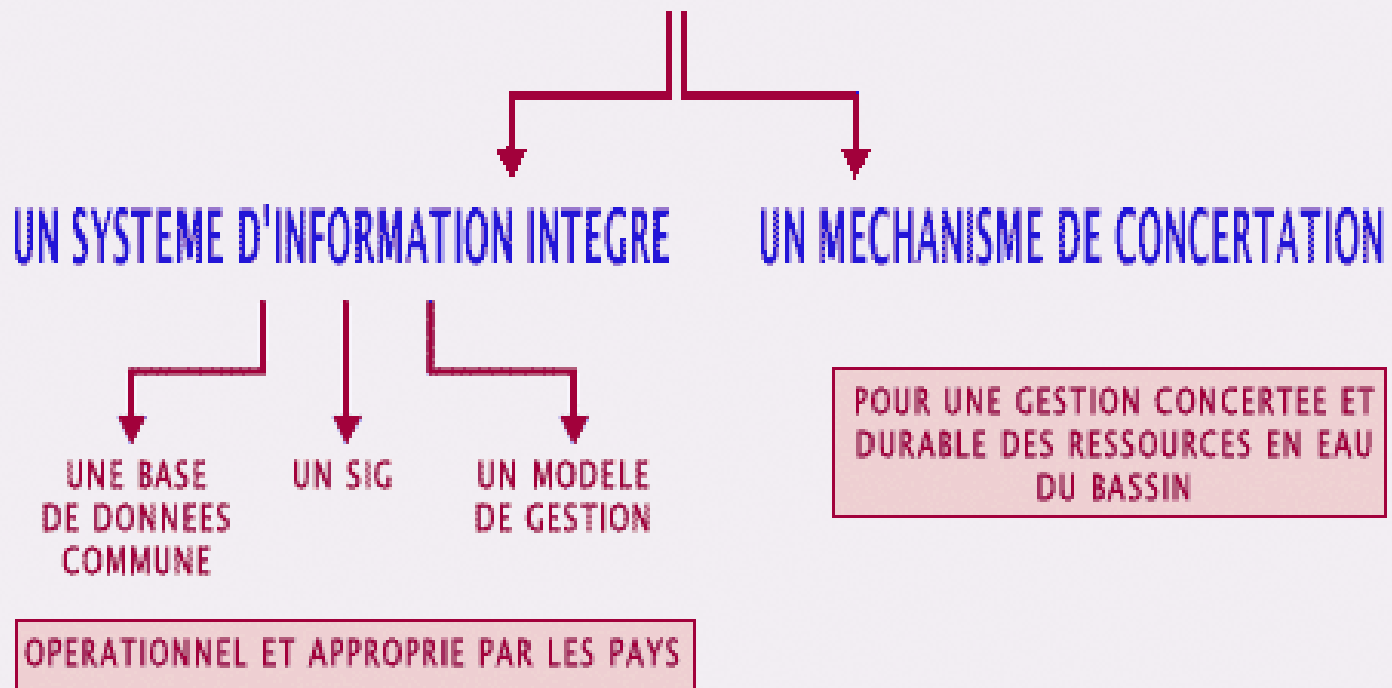 UN SYSTEME D'INFORMATION INTEGRE
UN MECHANISME DE CONCERTATION
UNE BASE
DE DONNEES
COMMUNE
UN SIG
UN MODELE
DE GESTION
POUR UNE GESTION CONCERTEE ET
DURABLE DES RESSOURCES EN EAU
DU BASSIN
OPERATIONNEL ET APPROPRIE PAR LES PAYS